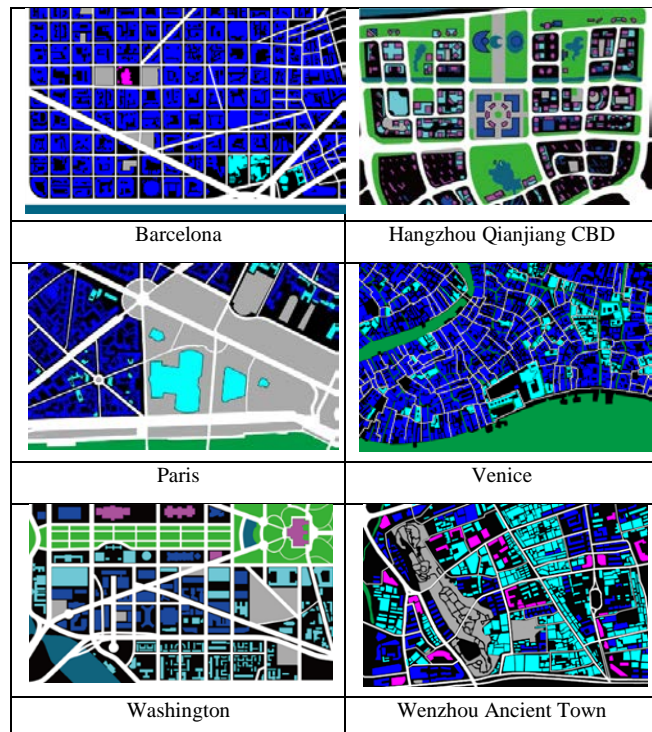 Barcelona
Hangzhou Qianjiang CBD
Paris
Venice
Washington
Wenzhou Ancient Town